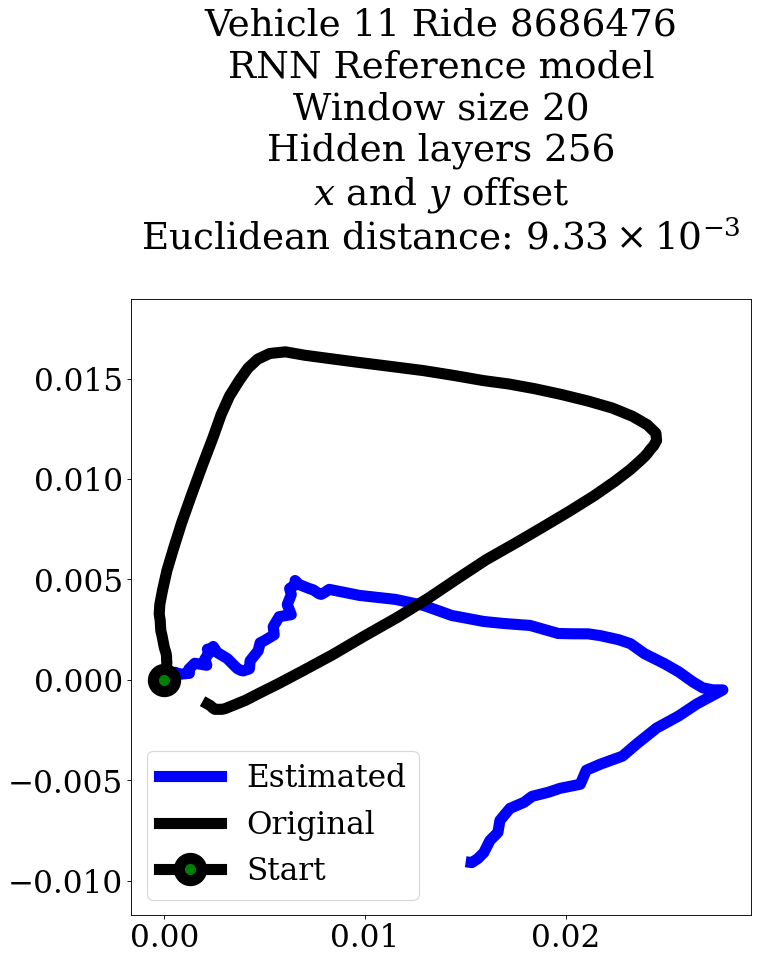 Vehicle 11 Ride 8686476
RNN Reference model
Window size 20
Hidden layers 256
x and y offset
Euclidean distance: 9.33 × 10⁻³
0.015
0.010
0.005
0.000
−0.005
−0.010
Estimated
Original
Start
0.00 0.01 0.02